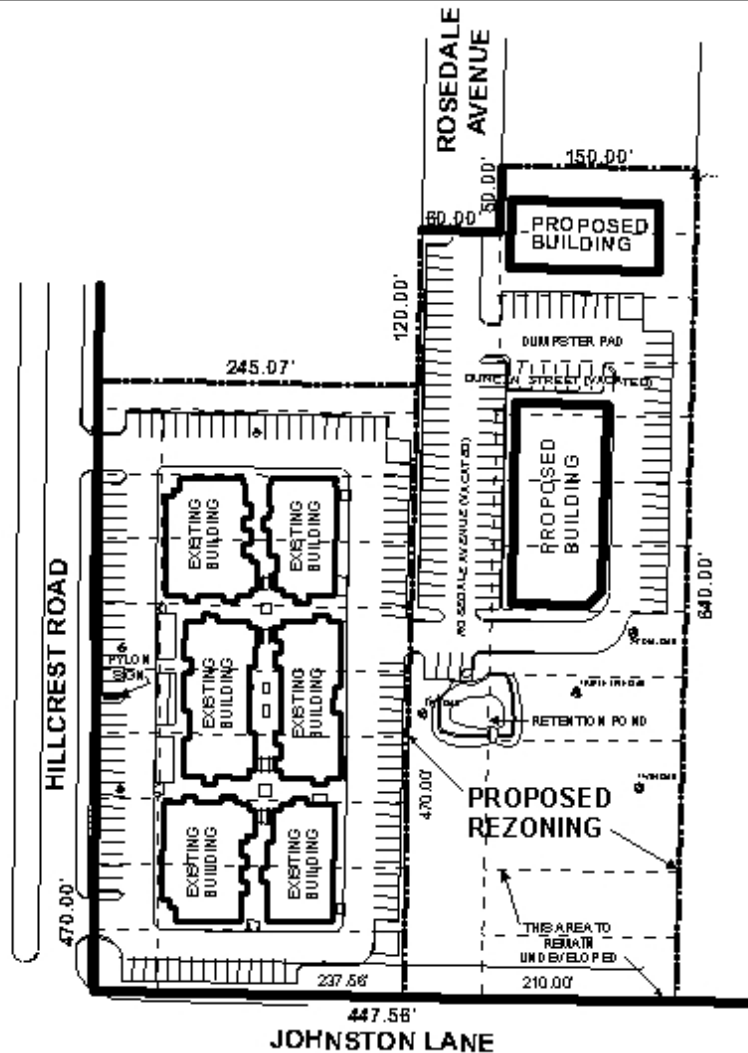 ROSEDALE
AVENUE
150.00'
50.00'
60.00'
PROPOSED
BUILDING
120.00'
DUMPSTER PAD
245.07'
DUNCAN STREET (VACATED)
ROSEDALE AVENUE (VACATED)
PROPOSED
BUILDING
EXISTING
BUILDING
EXISTING
BUILDING
HILLCREST ROAD
640.00'
PYLON
SIGN
EXISTING
BUILDING
EXISTING
BUILDING
RETENTION POND
470.00'
PROPOSED
REZONING
EXISTING
BUILDING
EXISTING
BUILDING
470.00'
THIS AREA TO
REMAIN
UNDEVELOPED
237.56'
210.00'
447.56'
JOHNSTON LANE